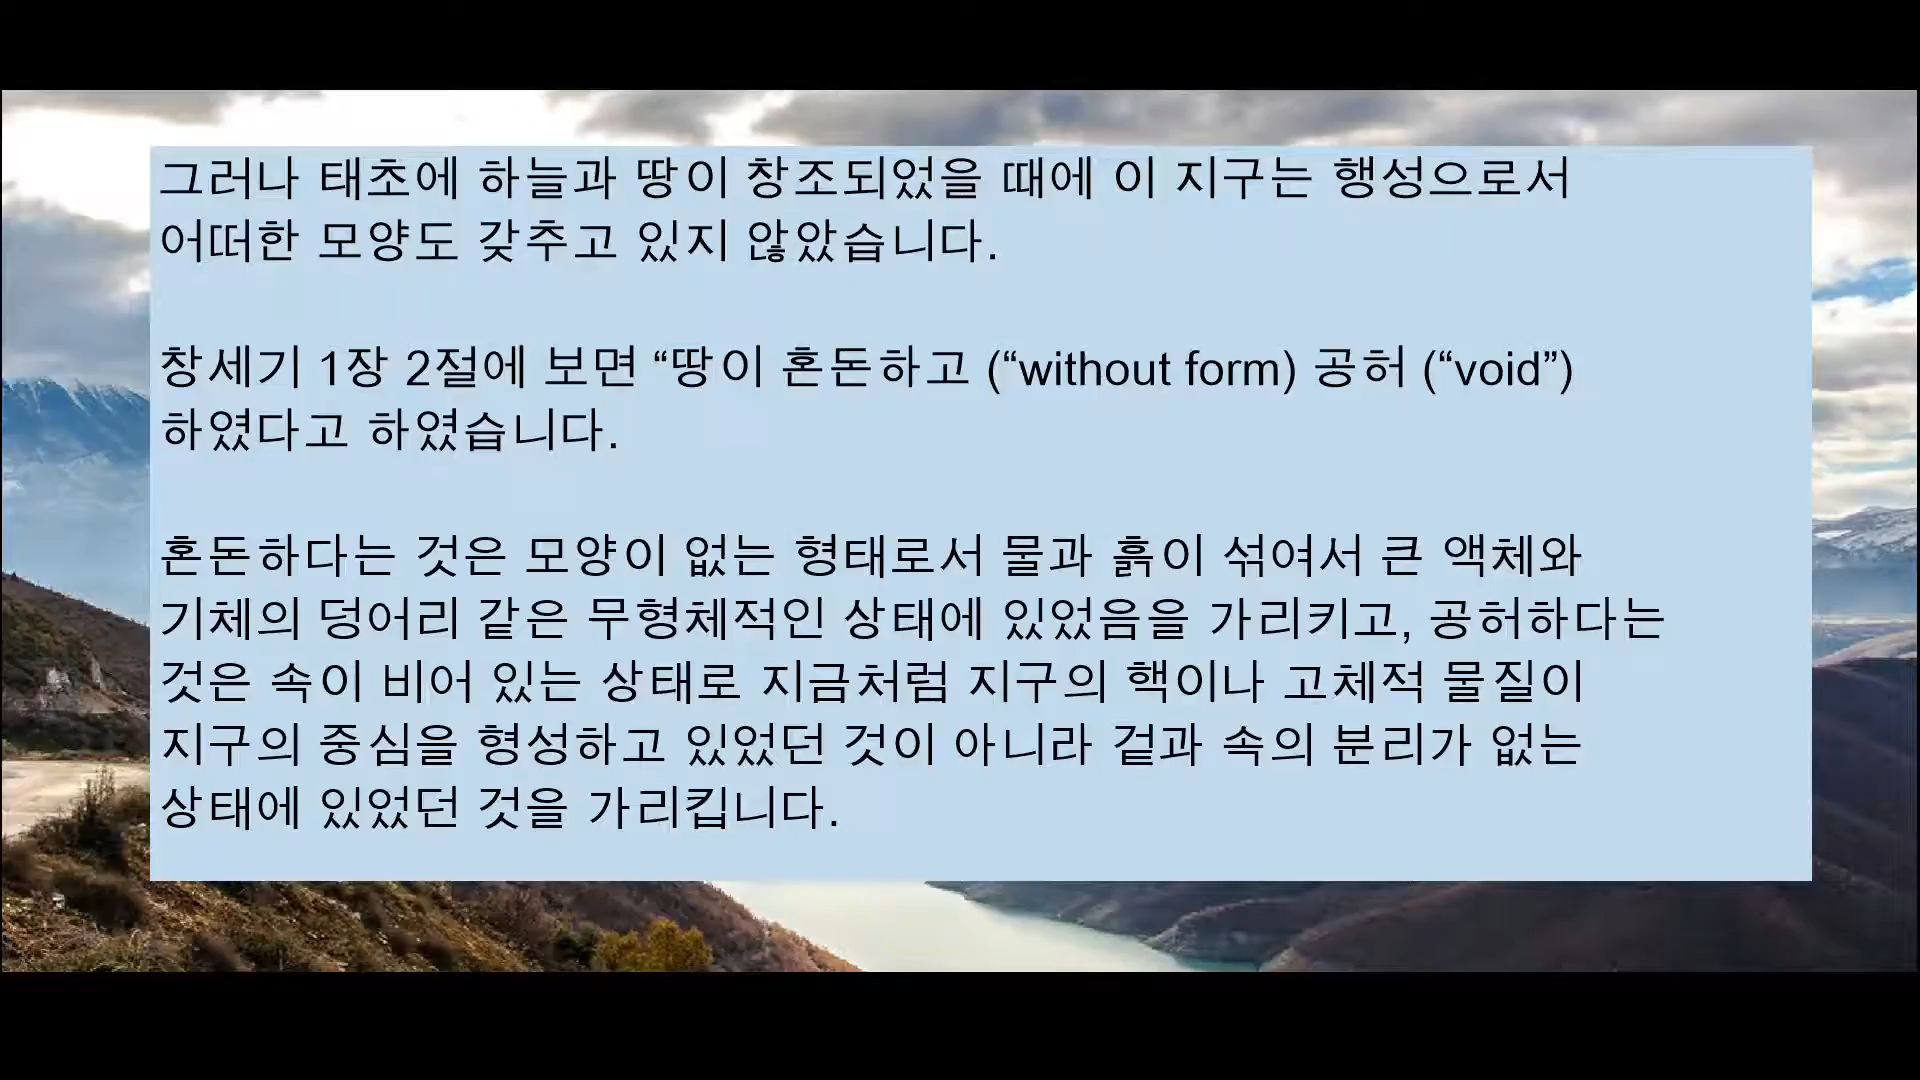 그러나 태초에 하늘과 땅이 창조되었을 때에 이 지구는 행성으로서
어떠한 모양도 갖추고 있지 않았습니다.
창세기 1장 2절에 보면 “땅이 혼돈하고 (“without form) 공허 (“void”)
하였다고 하였습니다.
혼돈하다는 것은 모양이 없는 형태로서 물과 흙이 섞여서 큰 액체와
기체의 덩어리 같은 무형체적인 상태에 있었음을 가리키고, 공허하다는
것은 속이 비어 있는 상태로 지금처럼 지구의 핵이나 고체적 물질이
지구의 중심을 형성하고 있었던 것이 아니라 겉과 속의 분리가 없는
상태에 있었던 것을 가리킵니다.